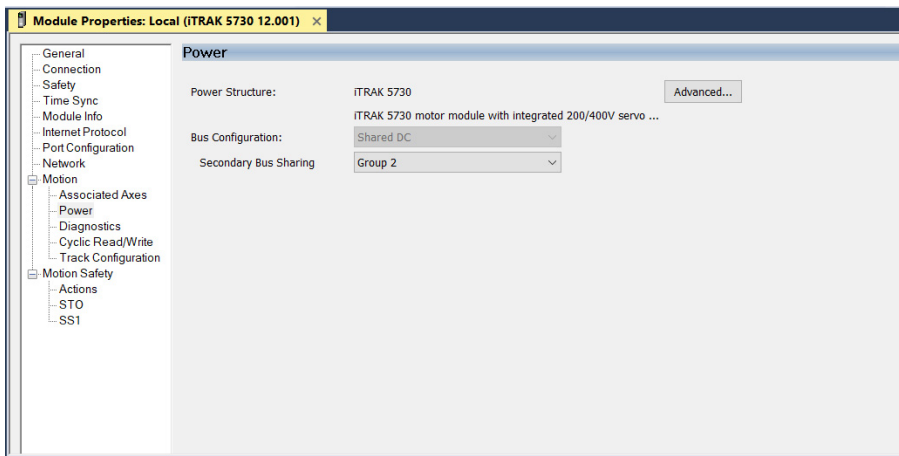 Module Properties: Local (iTRAK 5730 12.001) ×
General
Connection
Safety
Time Sync
Module Info
Internet Protocol
Port Configuration
Network
Motion
Associated Axes
Power
Diagnostics
Cyclic Read/Write
Track Configuration
Motion Safety
Actions
STO
SS1
Power
Power Structure: iTRAK 5730 Advanced...
iTRAK 5730 motor module with integrated 200/400V servo ...
Bus Configuration: Shared DC
Secondary Bus Sharing Group 2